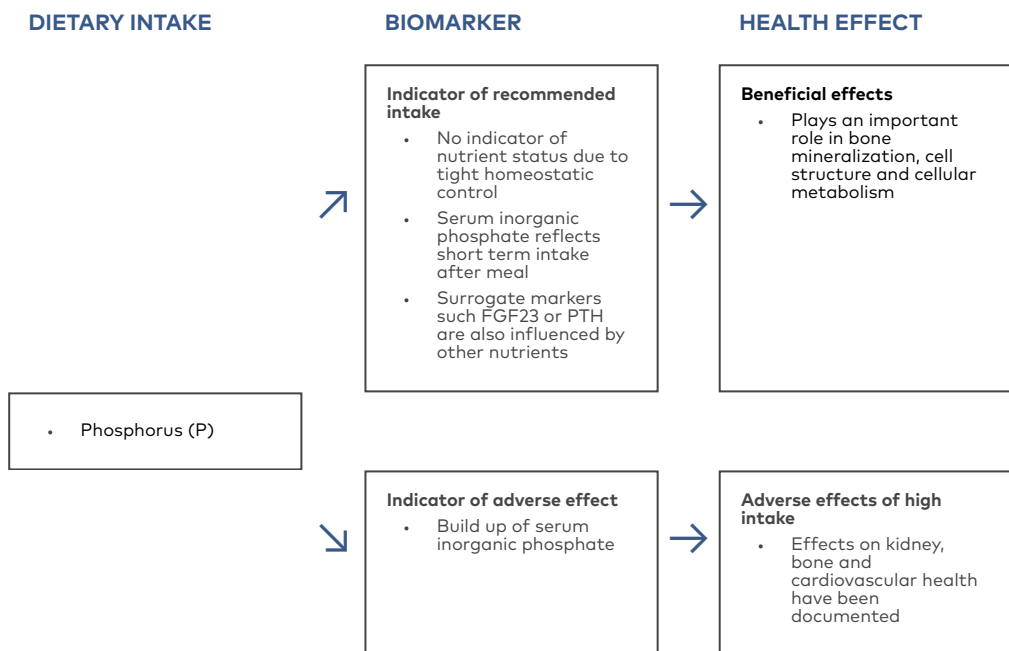 DIETARY INTAKE
BIOMARKER
HEALTH EFFECT
Indicator of recommended
intake
• No indicator of
nutrient status due to
tight homeostatic
control
• Serum inorganic
phosphate reflects
short term intake
after meal
• Surrogate markers
such FGF23 or PTH
are also influenced by
other nutrients
Beneficial effects
• Plays an important
role in bone
mineralization, cell
structure and cellular
metabolism
• Phosphorus (P)
Indicator of adverse effect
• Build up of serum
inorganic phosphate
Adverse effects of high
intake
• Effects on kidney,
bone and
cardiovascular health
have been
documented